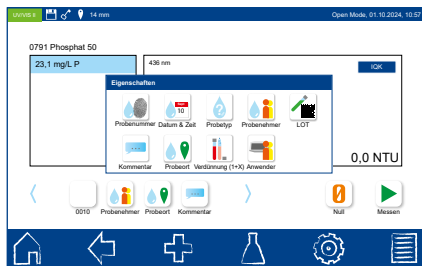 UV/VIS II 14 mm Open Mode, 01.10.2024, 10:57
0791 Phosphat 50
23,1 mg/L P
436 nm
IQK
Eigenschaften
10
Probenummer Datum & Zeit Probetyp Probenehmer LOT
Kommentar Probeort Verdünnung (1+X) Anwender
0,0 NTU
0010 Probenehmer Probeort Kommentar Null Messen